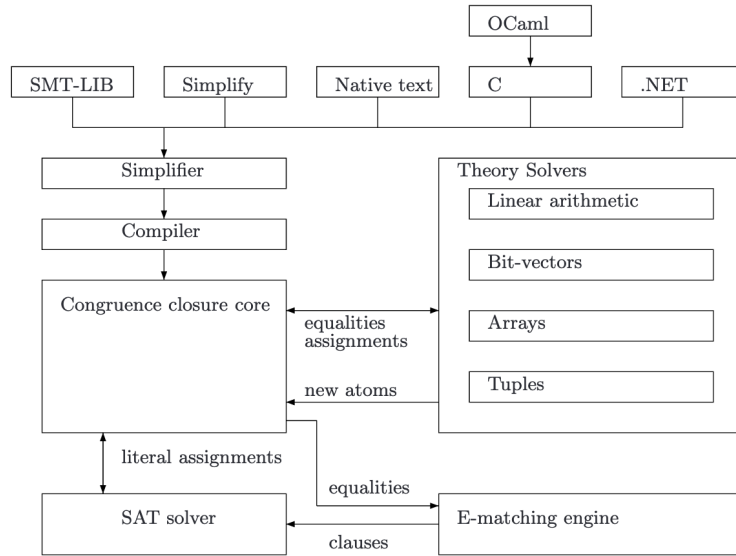 OCaml
SMT-LIB
Simplify
Native text
C
.NET
Simplifier
Theory Solvers
Linear arithmetic
Compiler
Bit-vectors
Congruence closure core
equalities
assignments
Arrays
new atoms
Tuples
literal assignments
equalities
SAT solver
E-matching engine
clauses